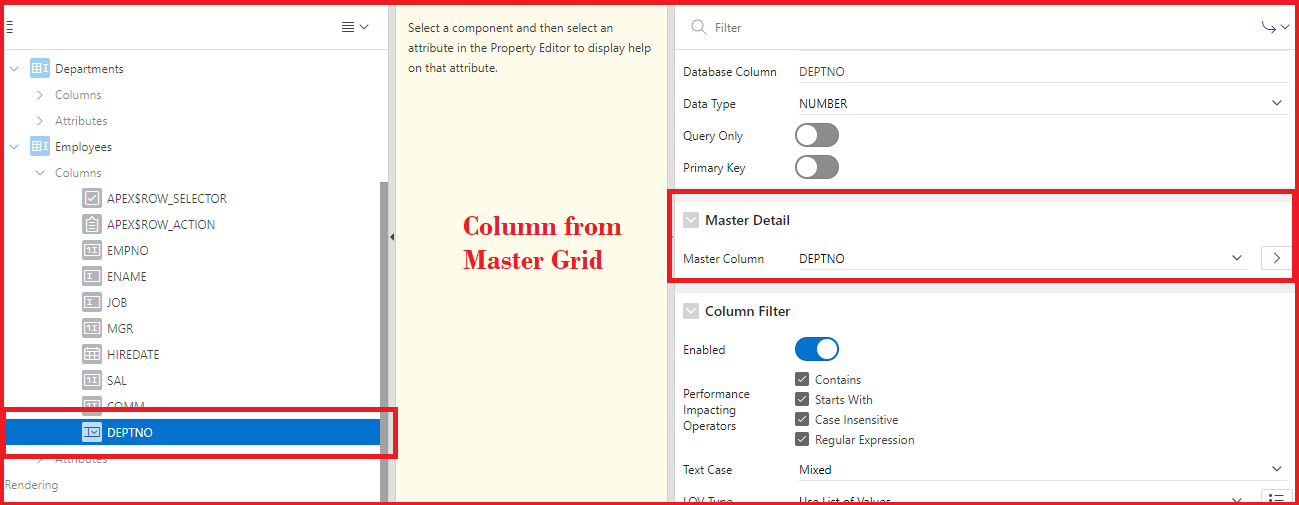 Departments
Columns
Attributes
Employees
Columns
APEX$ROW_SELECTOR
APEX$ROW_ACTION
EMPNO
ENAME
JOB
MGR
HIREDATE
SAL
COMM
DEPTNO
Attributes
Rendering
Select a component and then select an
attribute in the Property Editor to display help
on that attribute.
Column from
Master Grid
Filter
Database Column DEPTNO
Data Type NUMBER
Query Only
Primary Key
Master Detail
Master Column DEPTNO
Column Filter
Enabled
Performance
Impacting
Operators
Contains
Starts With
Case Insensitive
Regular Expression
Text Case Mixed
LOV Type Use List of Values